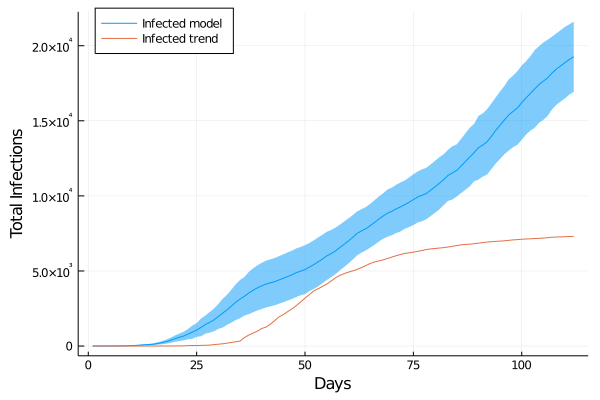 Infected model
Infected trend
Total Infections
2.0×10⁴
1.5×10⁴
1.0×10⁴
5.0×10³
0
0 25 50 75 100
Days